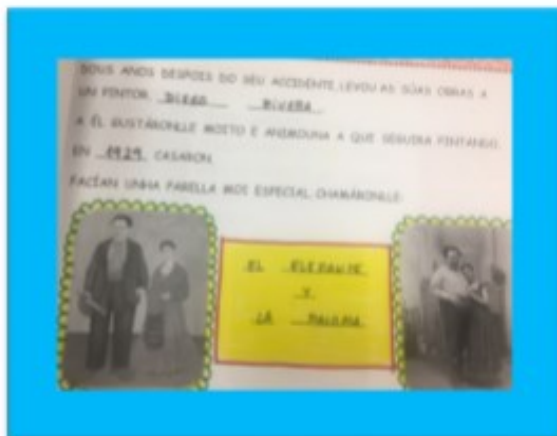 DOUS ANOS DESPOIS DO SEU ACCIDENTE, LEVOU AS SÚAS OBRAS A
UN PINTOR DIEGO RIVERA
A ÉL GUSTÁRONLLE MOITO E ANIMOUNA A QUE SEGUIRA PINTANDO.
EN 1929 CASARON.
FACÍAN UNHA PARELLA MOI ESPECIAL, CHAMÁRONLLE:
EL ELEFANTE
Y
LA PALOMA